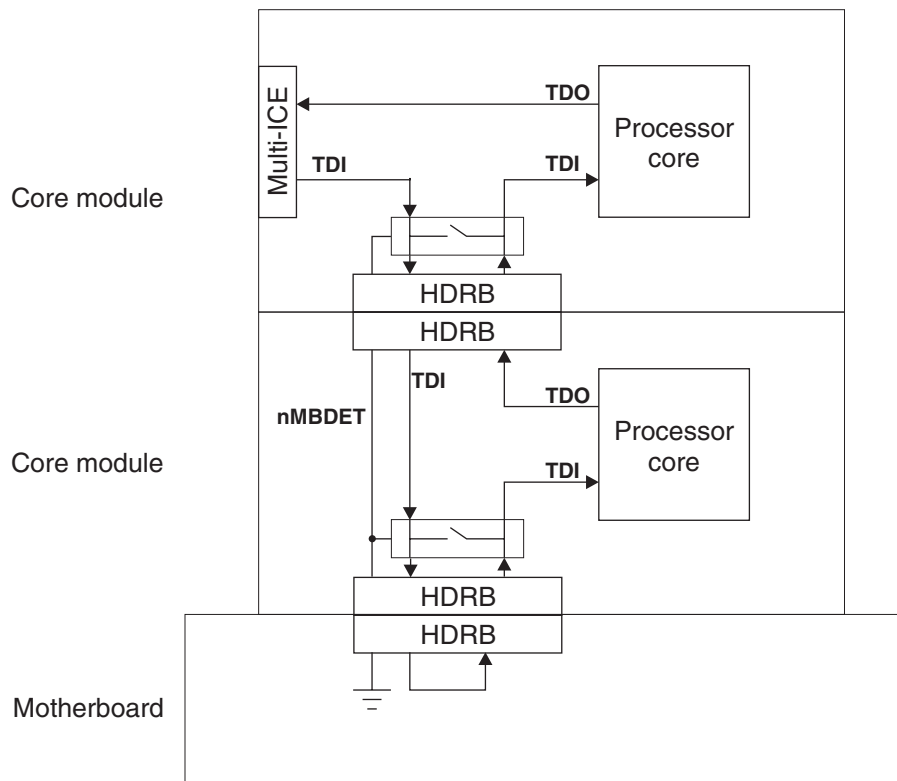 TDO
Multi-ICE
Processor
core
TDI
TDI
Core module
HDRB
HDRB
TDI
TDO
nMBDET
Processor
core
Core module
TDI
HDRB
HDRB
Motherboard